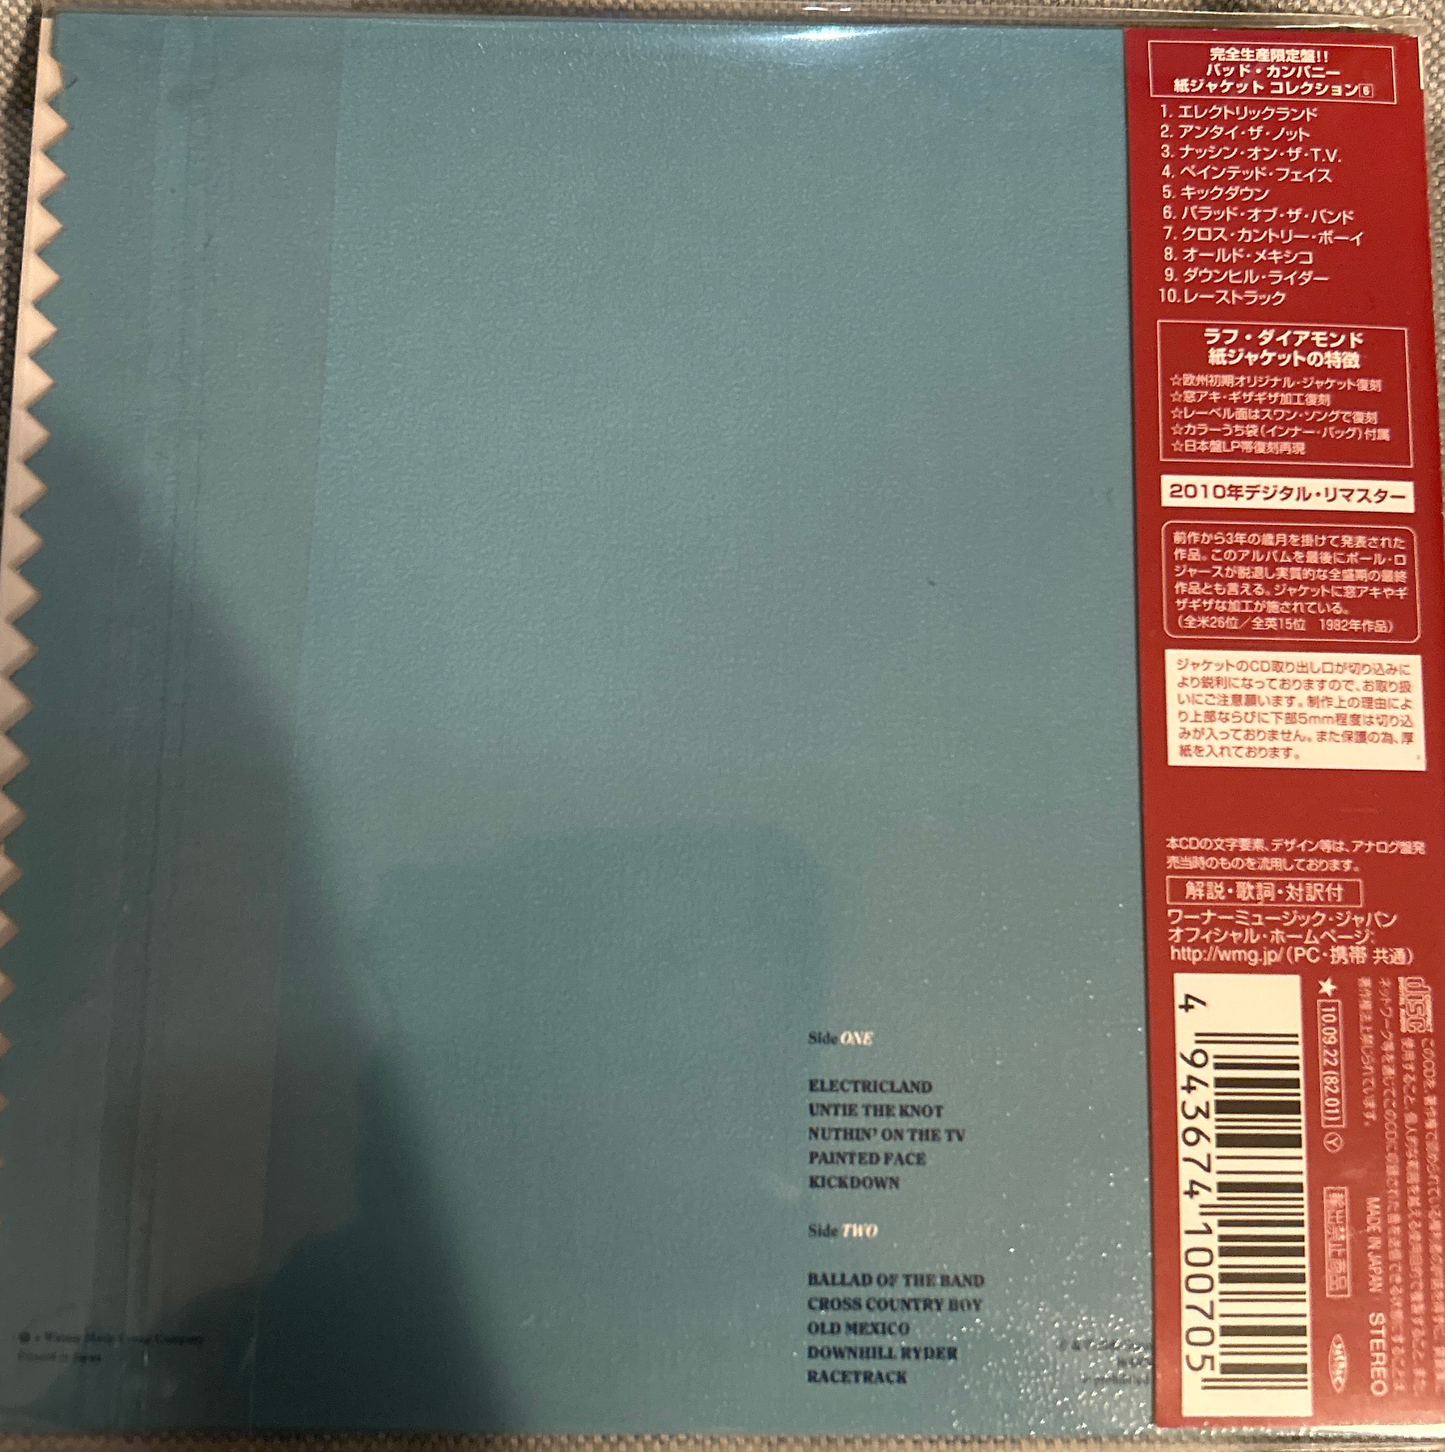 Side ONE
ELECTRICLAND
UNTIE THE KNOT
NUTHIN' ON THE TV
PAINTED FACE
KICKDOWN
Side TWO
BALLAD OF THE BAND
CROSS COUNTRY BOY
OLD MEXICO
DOWNHILL RYDER
RACETRACK
Printed in Japan
完全生産限定盤!!
バッド・カンパニー
紙ジャケット コレクション6
1. エレクトリックランド
2. アンタイ・ザ・ノット
3. ナッシン・オン・ザ・T.V.
4. ペインテッド・フェイス
5. キックダウン
6. バラッド・オブ・ザ・バンド
7. クロス・カントリー・ボーイ
8. オールド・メキシコ
9. ダウンヒル・ライダー
10. レーストラック
ラフ・ダイアモンド
紙ジャケットの特徴
☆欧州初期オリジナル・ジャケット復刻
☆窓アキ・ギザギザ加工復刻
☆レーベル面はスワン・ソングで復刻
☆カラーうち袋（インナー・バッグ）付属
☆日本盤LP帯復刻再現
2010年デジタル・リマスター
前作から3年の歳月を掛けて発表された
作品。このアルバムを最後にポール・ロ
ジャースが脱退し実質的な全盛期の最終
作品とも言える。ジャケットに窓アキやギ
ザギザな加工が施されている。
（全米26位／全英15位 1982年作品）
ジャケットのCD取り出し口が切り込みに
より鋭利になっておりますので、お取り扱
いにご注意願います。制作上の理由によ
り上部ならびに下部5mm程度は切り込
みが入っておりません。また保護の為、厚
紙を入れております。
本CDの文字要素、デザイン等は、アナログ盤発
売当時のものを流用しております。
解説・歌詞・対訳付
ワーナーミュージック・ジャパン
オフィシャル・ホームページ:
http://wmg.jp/（PC・携帯 共通）
4 943674 100705
★ 10.09.22 (82.01) Y
MADE IN JAPAN STEREO
COMPACT
disc
DIGITAL AUDIO